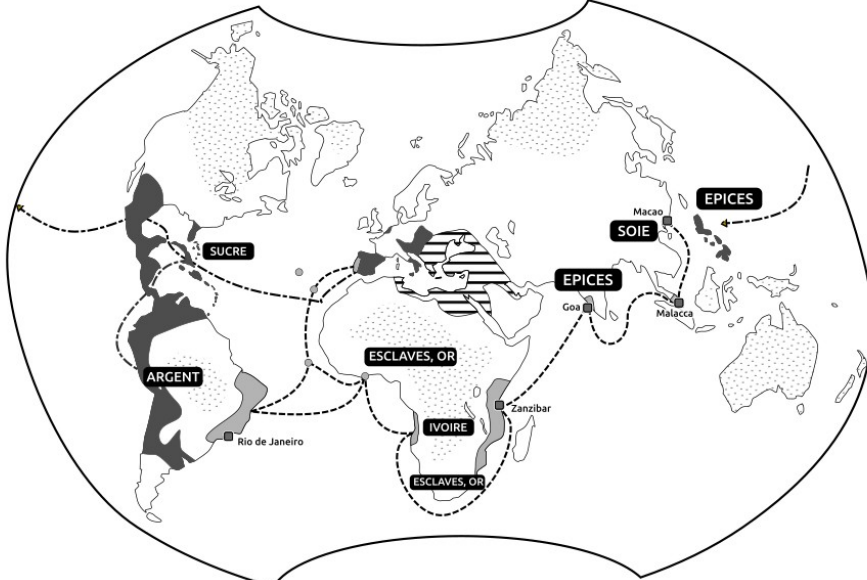 EPICES
Macao
SOIE
SUCRE
EPICES
Goa
Malacca
ESCLAVES, OR
ARGENT
Zanzibar
IVOIRE
Rio de Janeiro
ESCLAVES, OR